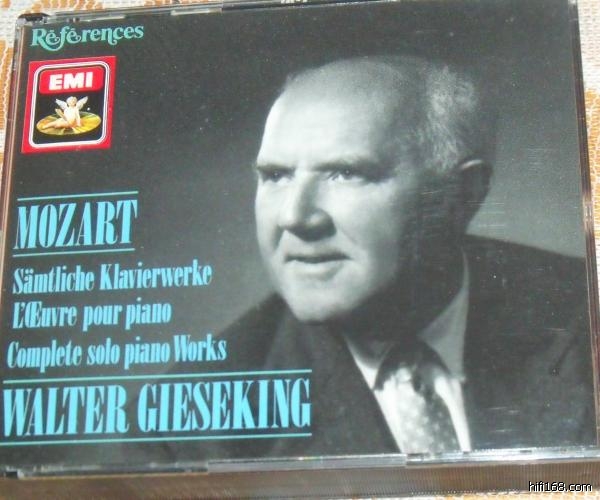 Références
EMI
MOZART
Sämtliche Klavierwerke
L'Œuvre pour piano
Complete solo piano Works
WALTER GIESEKING
hifi168.com